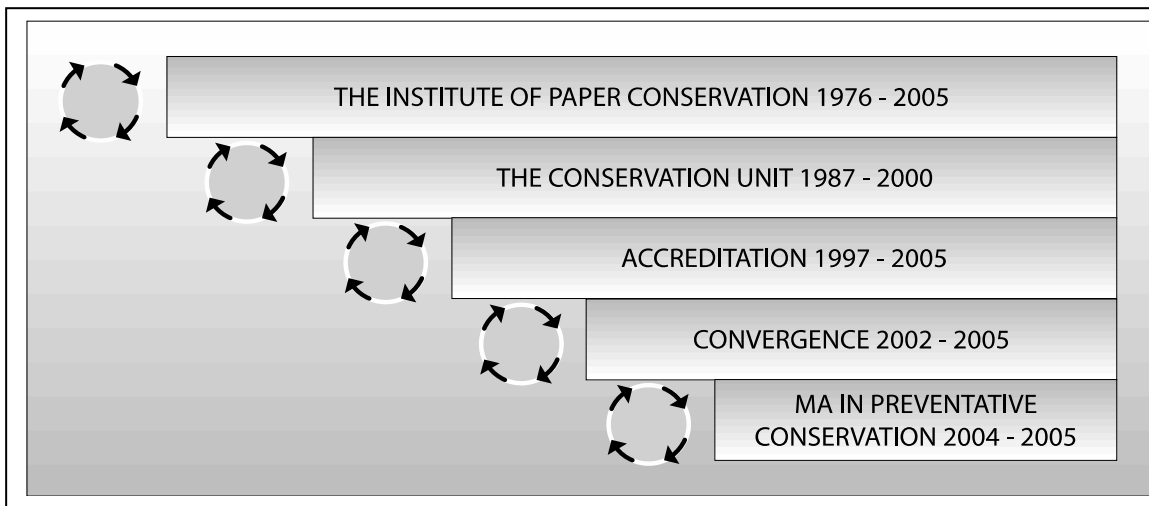 THE INSTITUTE OF PAPER CONSERVATION 1976 - 2005
THE CONSERVATION UNIT 1987 - 2000
ACCREDITATION 1997 - 2005
CONVERGENCE 2002 - 2005
MA IN PREVENTATIVE
CONSERVATION 2004 - 2005